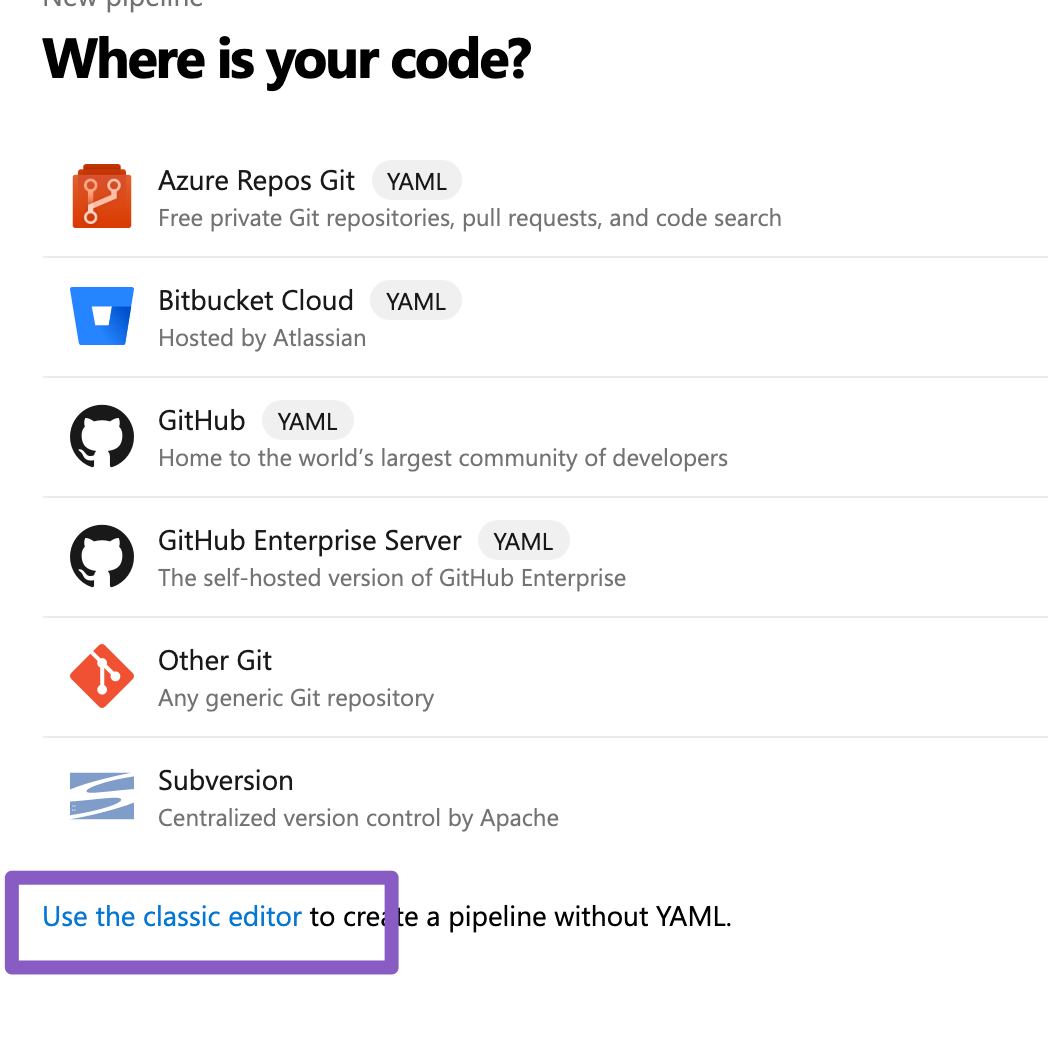 New pipeline
Where is your code?
Azure Repos Git YAML
Free private Git repositories, pull requests, and code search
Bitbucket Cloud YAML
Hosted by Atlassian
GitHub YAML
Home to the world’s largest community of developers
GitHub Enterprise Server YAML
The self-hosted version of GitHub Enterprise
Other Git
Any generic Git repository
Subversion
Centralized version control by Apache
Use the classic editor to create a pipeline without YAML.